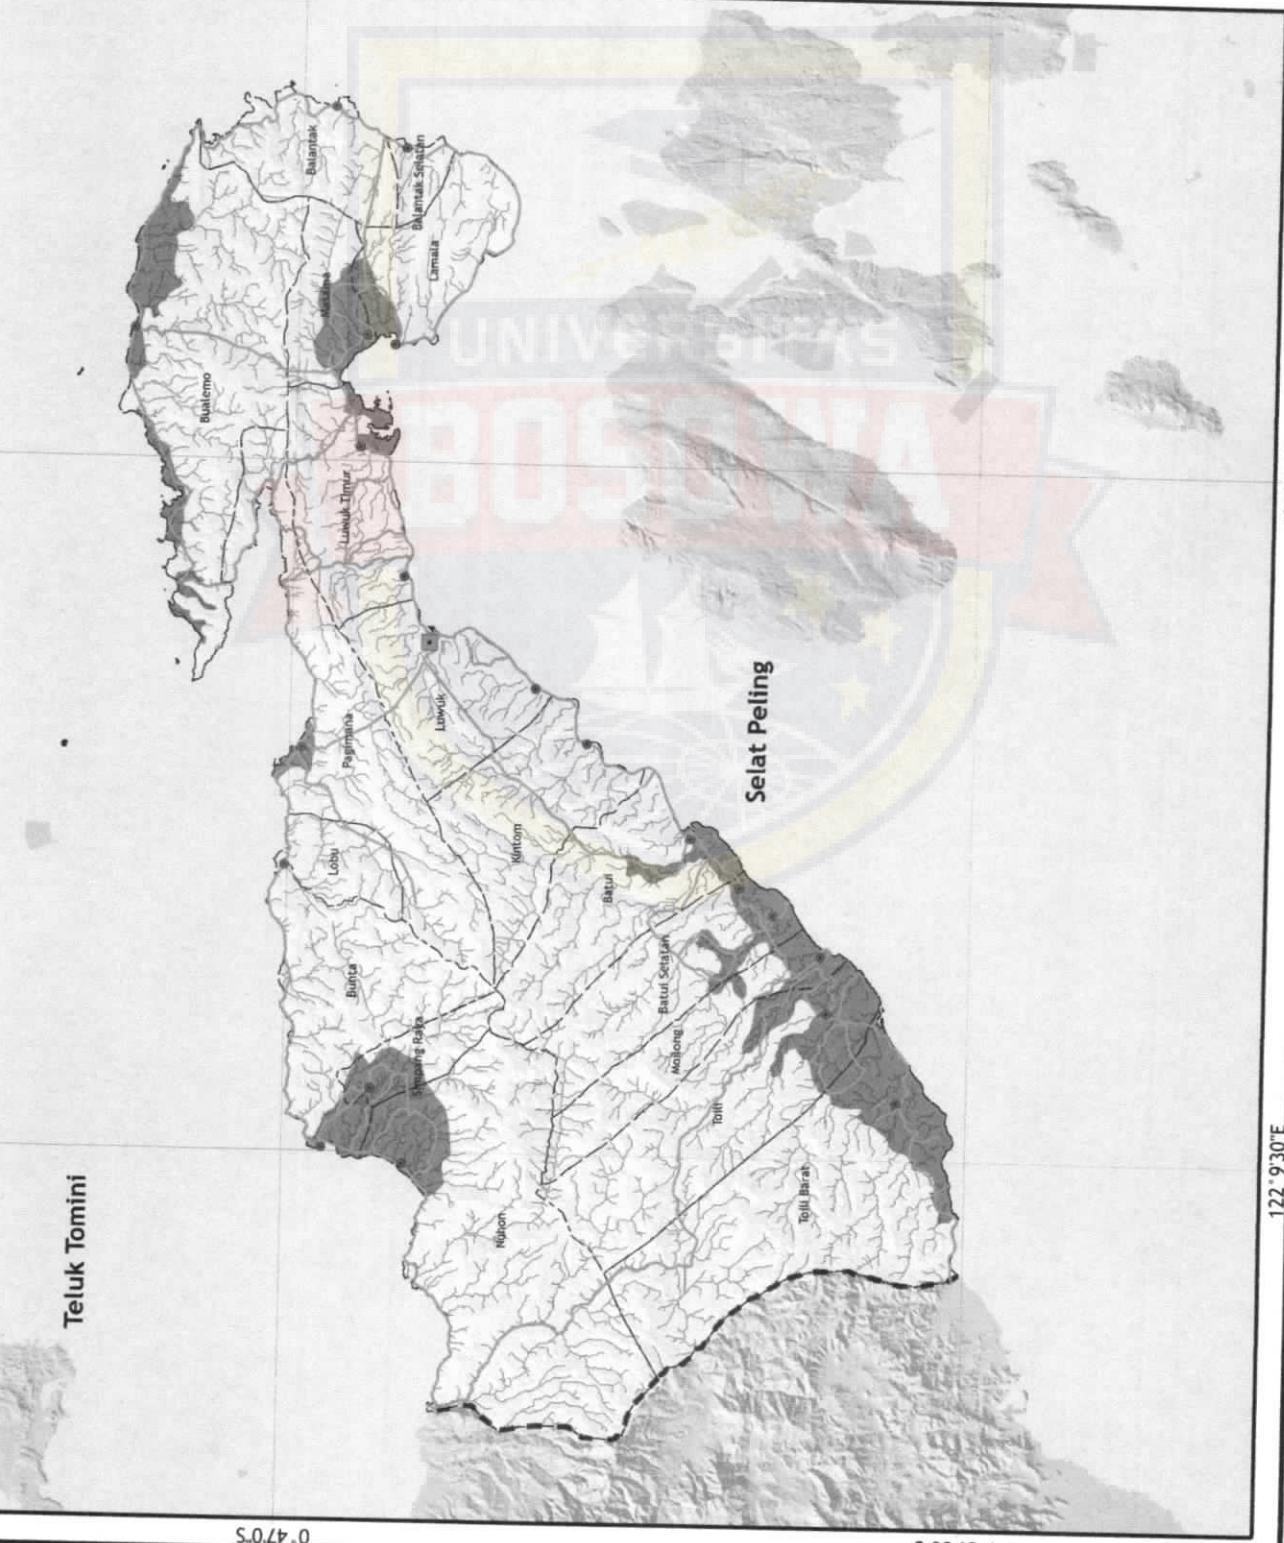 Teluk Tomini
Balantak
Balantak Selatan
Lamala
Bualemo
Luwuk Timur
Pagimana
Luwuk
Selat Peling
Lobu
Kintom
Batui
Bunta
Simpang Raya
Batui Selatan
Moilong
Toili
Nuhon
Toili Barat
UNIVERSITAS
BOSOWA
0°47'0"S
122°9'30"E